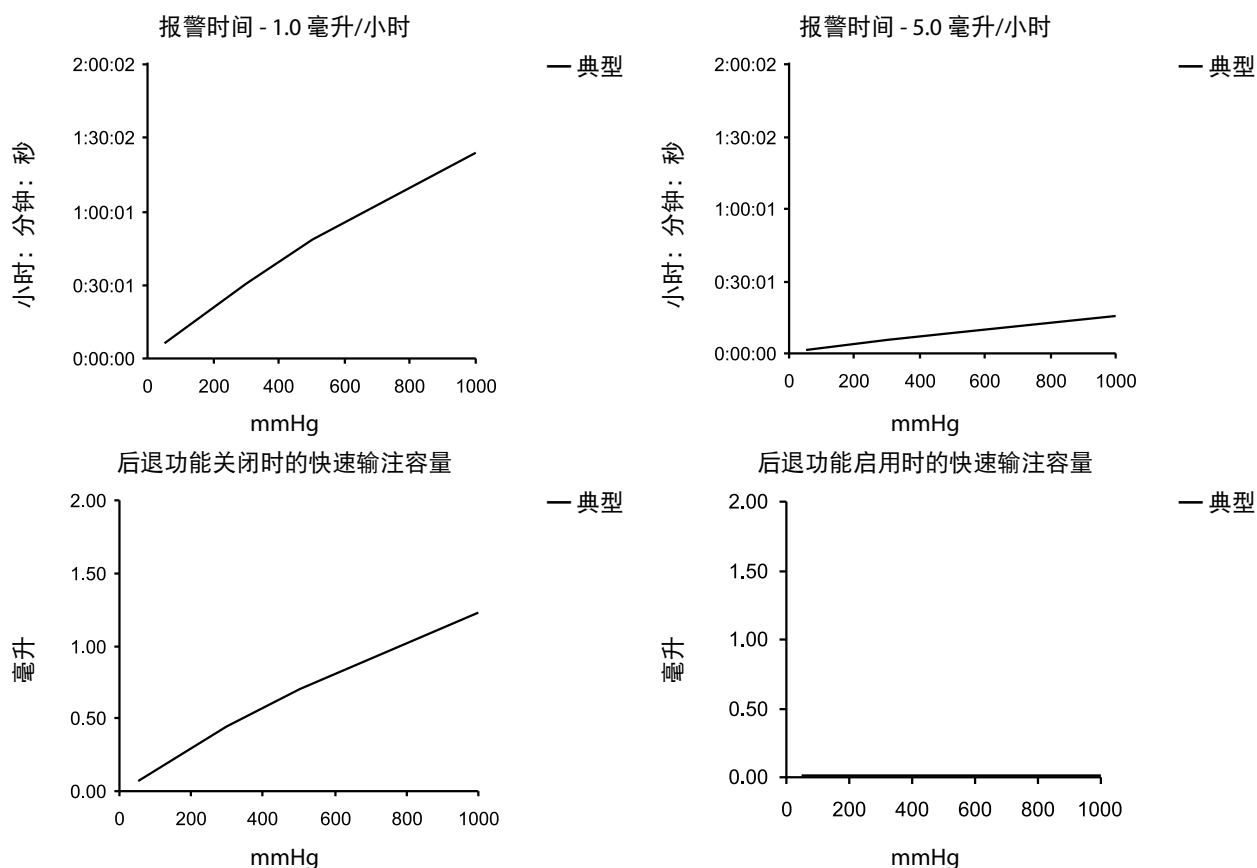 报警时间 - 1.0 毫升/小时
— 典型
2:00:02
1:30:02
1:00:01
0:30:01
0:00:00
小时：分钟：秒
0 200 400 600 800 1000
mmHg
报警时间 - 5.0 毫升/小时
— 典型
2:00:02
1:30:02
1:00:01
0:30:01
0:00:00
小时：分钟：秒
0 200 400 600 800 1000
mmHg
后退功能关闭时的快速输注容量
— 典型
2.00
1.50
1.00
0.50
0.00
毫升
0 200 400 600 800 1000
mmHg
后退功能启用时的快速输注容量
— 典型
2.00
1.50
1.00
0.50
0.00
毫升
0 200 400 600 800 1000
mmHg